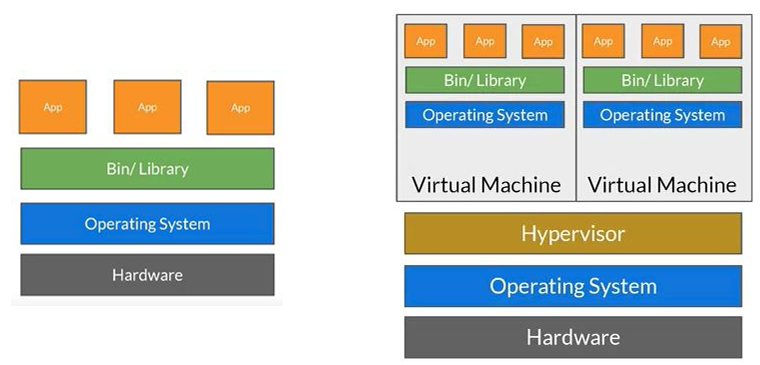 App App App
Bin/ Library
Operating System
Hardware
App App App
Bin/ Library
Operating System
Virtual Machine
App App App
Bin/ Library
Operating System
Virtual Machine
Hypervisor
Operating System
Hardware